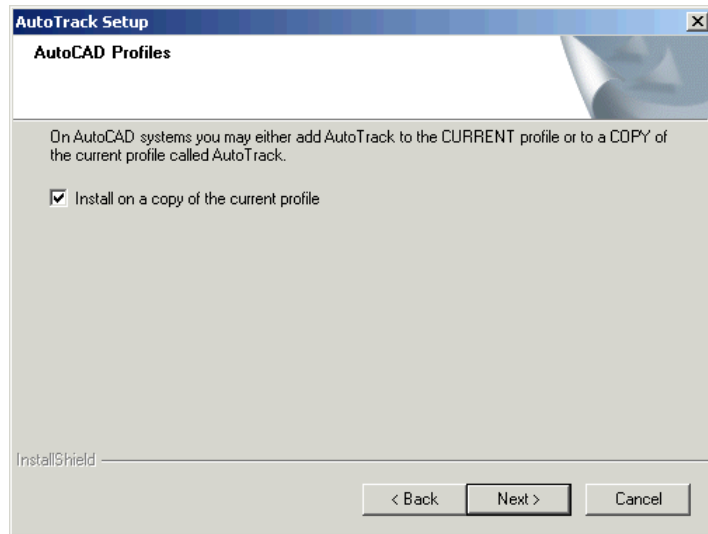 AutoTrack Setup
AutoCAD Profiles
On AutoCAD systems you may either add AutoTrack to the CURRENT profile or to a COPY of
the current profile called AutoTrack.
Install on a copy of the current profile
InstallShield
< Back Next > Cancel